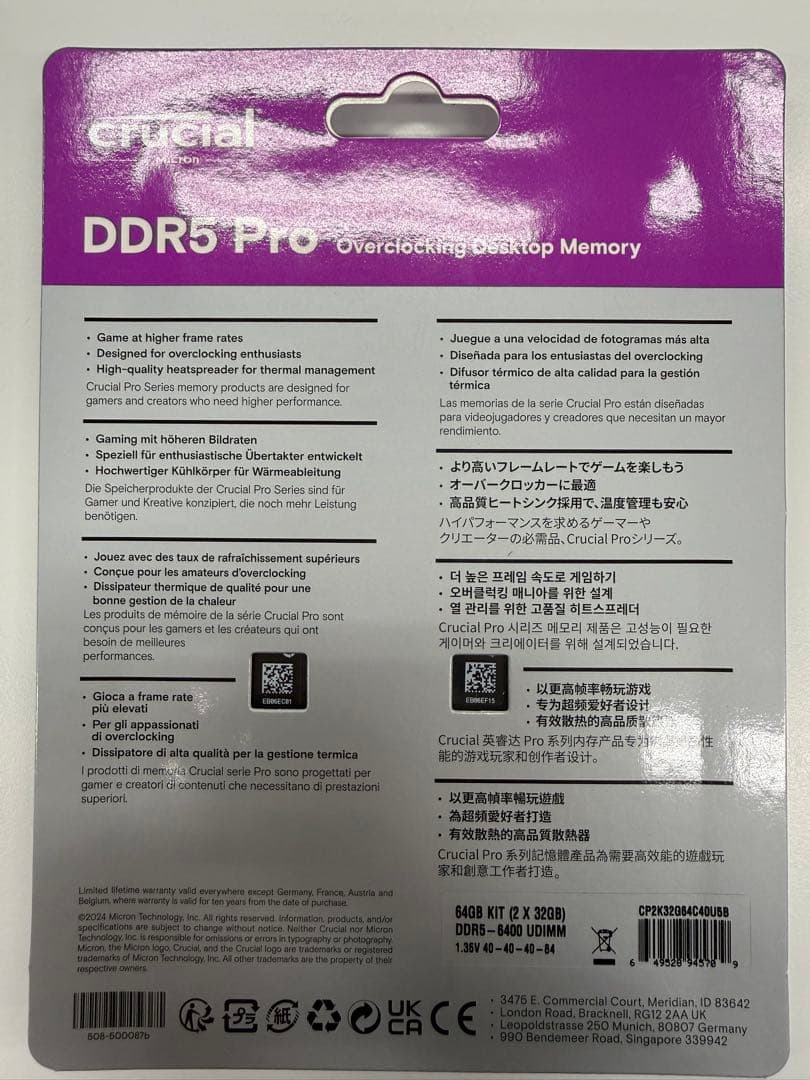 crucial
Micron
DDR5 Pro Overclocking Desktop Memory
• Game at higher frame rates
• Designed for overclocking enthusiasts
• High-quality heatspreader for thermal management
Crucial Pro Series memory products are designed for
gamers and creators who need higher performance.
• Gaming mit höheren Bildraten
• Speziell für enthusiastische Übertakter entwickelt
• Hochwertiger Kühlkörper für Wärmeableitung
Die Speicherprodukte der Crucial Pro Series sind für
Gamer und Kreative konzipiert, die noch mehr Leistung
benötigen.
• Jouez avec des taux de rafraîchissement supérieurs
• Conçue pour les amateurs d'overclocking
• Dissipateur thermique de qualité pour une
bonne gestion de la chaleur
Les produits de mémoire de la série Crucial Pro sont
conçus pour les gamers et les créateurs qui ont
besoin de meilleures
performances.
EB06EC81
• Gioca a frame rate
più elevati
• Per gli appassionati
di overclocking
• Dissipatore di alta qualità per la gestione termica
I prodotti di memoria Crucial serie Pro sono progettati per
gamer e creatori di contenuti che necessitano di prestazioni
superiori.
• Juegue a una velocidad de fotogramas más alta
• Diseñada para los entusiastas del overclocking
• Difusor térmico de alta calidad para la gestión
térmica
Las memorias de la serie Crucial Pro están diseñadas
para videojugadores y creadores que necesitan un mayor
rendimiento.
• より高いフレームレートでゲームを楽しもう
• オーバークロッカーに最適
• 高品質ヒートシンク採用で、温度管理も安心
ハイパフォーマンスを求めるゲーマーや
クリエーターの必需品、Crucial Proシリーズ。
• 더 높은 프레임 속도로 게임하기
• 오버클럭킹 매니아를 위한 설계
• 열 관리를 위한 고품질 히트스프레더
Crucial Pro 시리즈 메모리 제품은 고성능이 필요한
게이머와 크리에이터를 위해 설계되었습니다.
EB06EF15
• 以更高帧率畅玩游戏
• 专为超频爱好者设计
• 有效散热的高品质散
Crucial 英睿达 Pro 系列内存产品专为 性
能的游戏玩家和创作者设计。
• 以更高幀率暢玩遊戲
• 為超頻愛好者打造
• 有效散熱的高品質散熱器
Crucial Pro 系列記憶體產品為需要高效能的遊戲玩
家和創意工作者打造。
Limited lifetime warranty valid everywhere except Germany, France, Austria and
Belgium, where warranty is valid for ten years from the date of purchase.
©2024 Micron Technology, Inc. All rights reserved. Information, products, and/or
specifications are subject to change without notice. Neither Crucial nor Micron
Technology, Inc. is responsible for omissions or errors in typography or photography.
Micron, the Micron logo, Crucial, and the Crucial logo are trademarks or registered
trademarks of Micron Technology, Inc. All other trademarks are the property of their
respective owners.
64GB KIT (2 X 32GB)
DDR5-6400 UDIMM
1.35V 40-40-40-84
CP2K32G64C40U5B
6 49528 94570 9
508-500087b
プラ
紙
UK
CA
CE
• 3475 E. Commercial Court, Meridian, ID 83642
• London Road, Bracknell, RG12 2AA UK
• Leopoldstrasse 250 Munich, 80807 Germany
• 990 Bendemeer Road, Singapore 339942